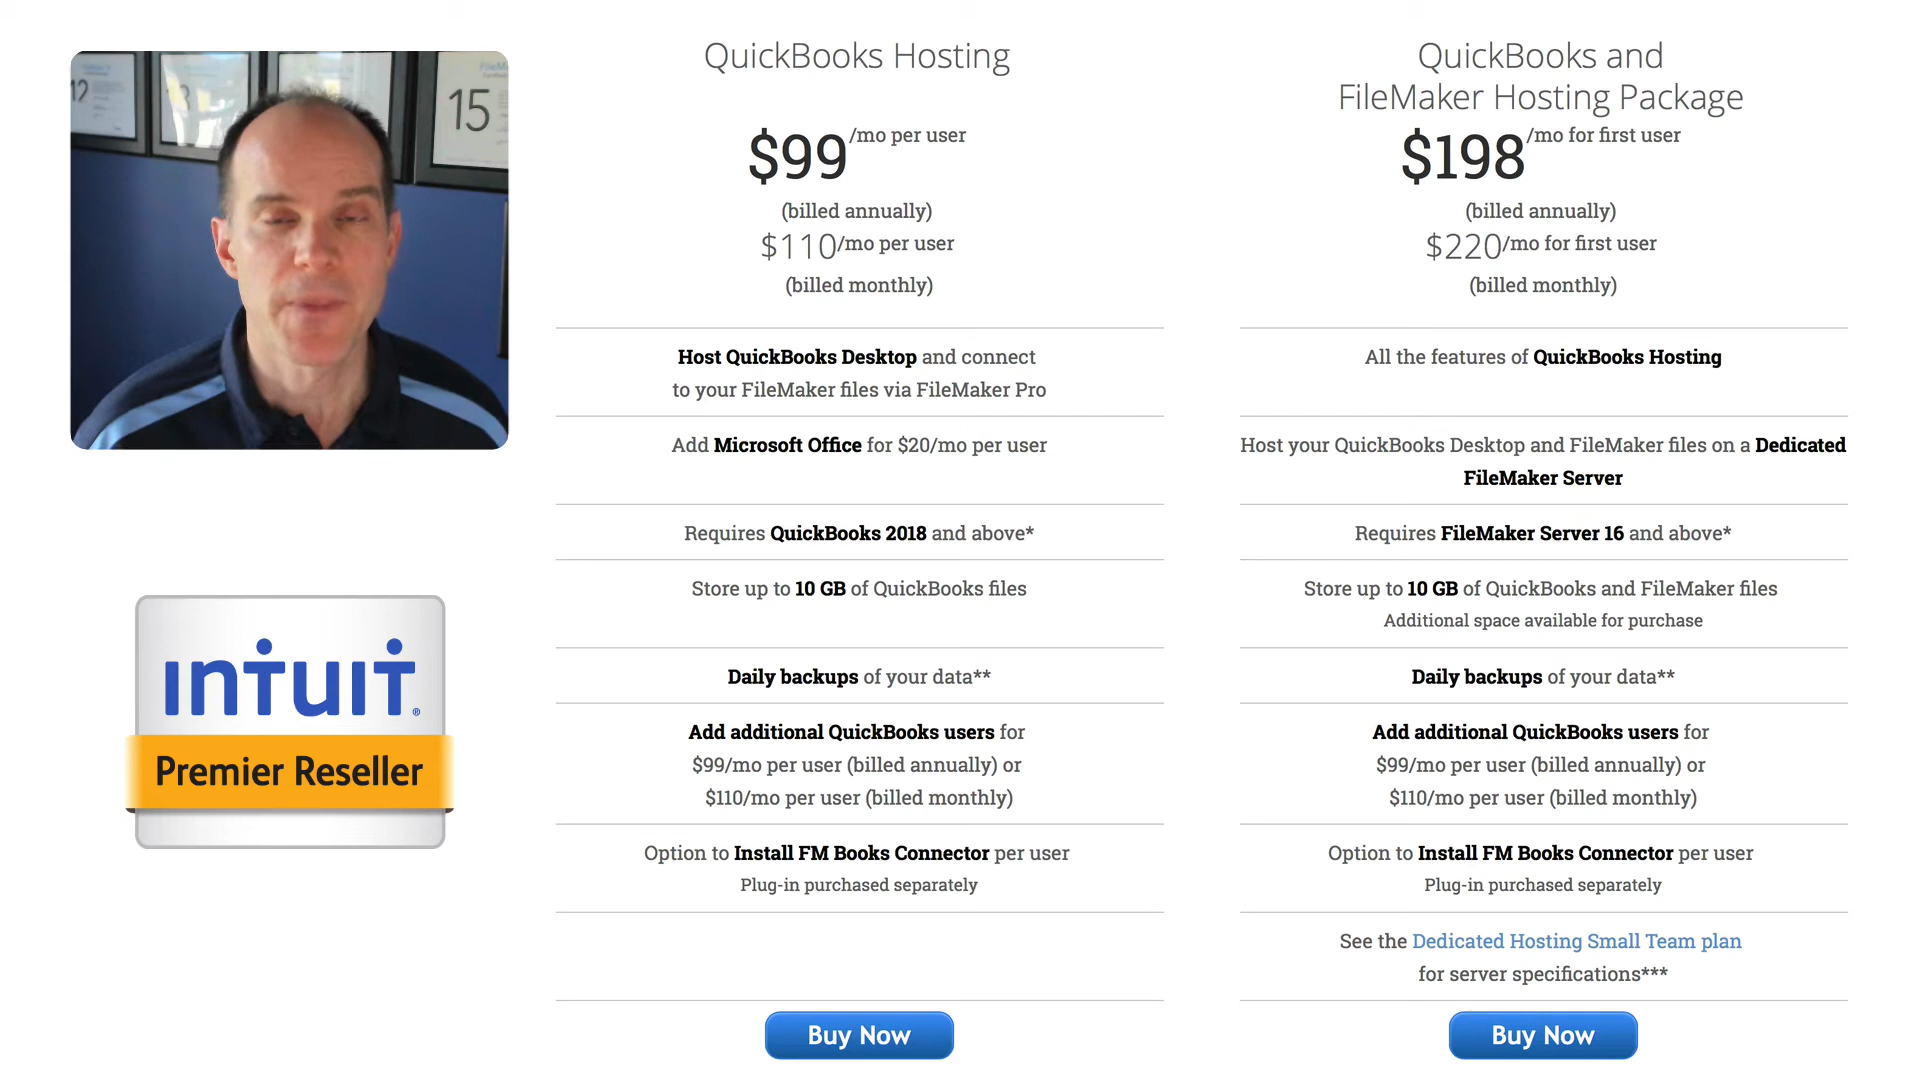 12
13
15
FileM
QuickBooks Hosting
$99/mo per user
(billed annually)
$110/mo per user
(billed monthly)
Host QuickBooks Desktop and connect
to your FileMaker files via FileMaker Pro
Add Microsoft Office for $20/mo per user
Requires QuickBooks 2018 and above*
Store up to 10 GB of QuickBooks files
Daily backups of your data**
Add additional QuickBooks users for
$99/mo per user (billed annually) or
$110/mo per user (billed monthly)
Option to Install FM Books Connector per user
Plug-in purchased separately
Buy Now
QuickBooks and
FileMaker Hosting Package
$198/mo for first user
(billed annually)
$220/mo for first user
(billed monthly)
All the features of QuickBooks Hosting
Host your QuickBooks Desktop and FileMaker files on a Dedicated
FileMaker Server
Requires FileMaker Server 16 and above*
Store up to 10 GB of QuickBooks and FileMaker files
Additional space available for purchase
Daily backups of your data**
Add additional QuickBooks users for
$99/mo per user (billed annually) or
$110/mo per user (billed monthly)
Option to Install FM Books Connector per user
Plug-in purchased separately
See the Dedicated Hosting Small Team plan
for server specifications***
Buy Now
intuit®
Premier Reseller